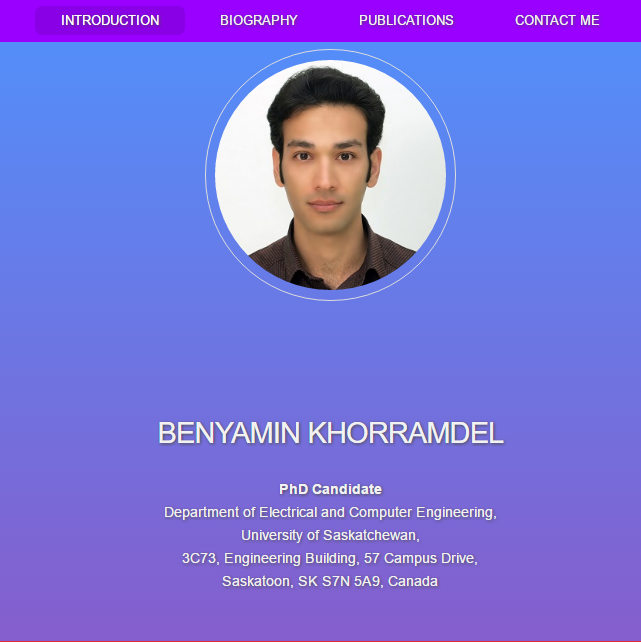 INTRODUCTION BIOGRAPHY PUBLICATIONS CONTACT ME
BENYAMIN KHORRAMDEL
PhD Candidate
Department of Electrical and Computer Engineering,
University of Saskatchewan,
3C73, Engineering Building, 57 Campus Drive,
Saskatoon, SK S7N 5A9, Canada